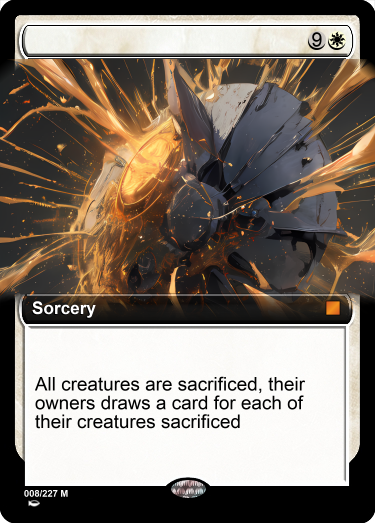 9
Sorcery
All creatures are sacrificed, their
owners draws a card for each of
their creatures sacrificed
008/227 M